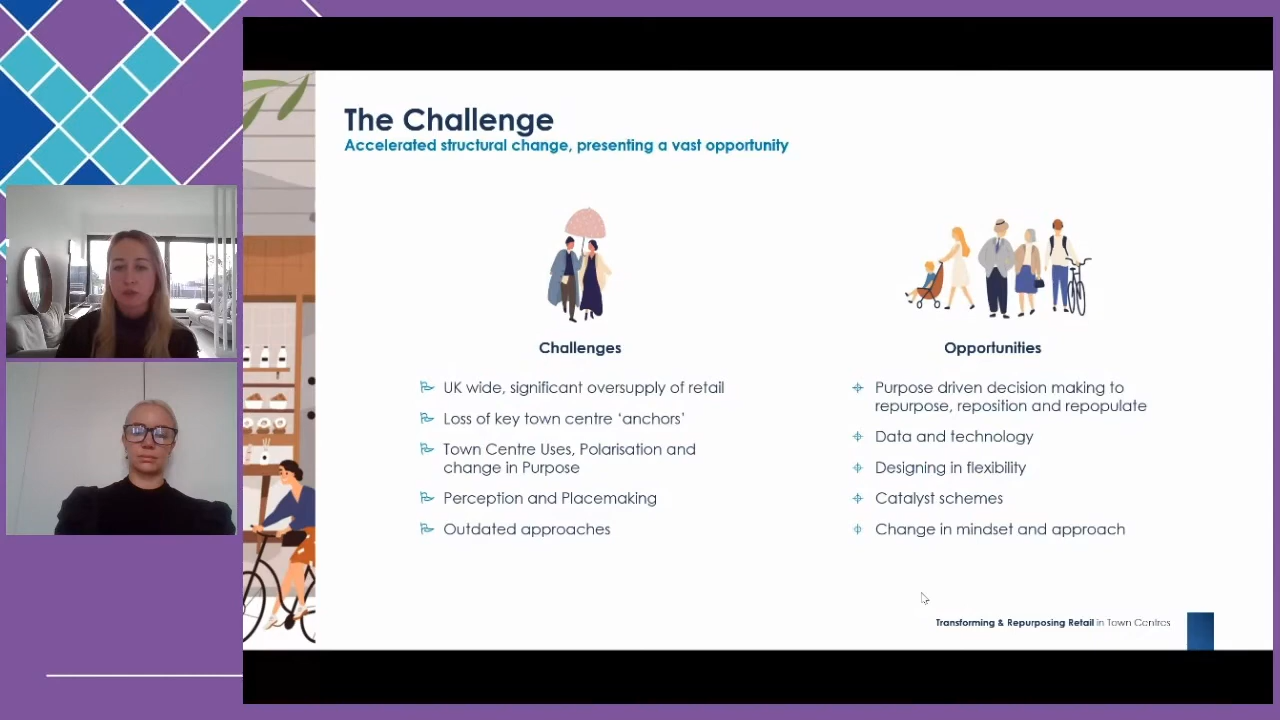 The Challenge
Accelerated structural change, presenting a vast opportunity
Challenges
UK wide, significant oversupply of retail
Loss of key town centre ‘anchors’
Town Centre Uses, Polarisation and
change in Purpose
Perception and Placemaking
Outdated approaches
Opportunities
Purpose driven decision making to
repurpose, reposition and repopulate
Data and technology
Designing in flexibility
Catalyst schemes
Change in mindset and approach
Transforming & Repurposing Retail in Town Centres